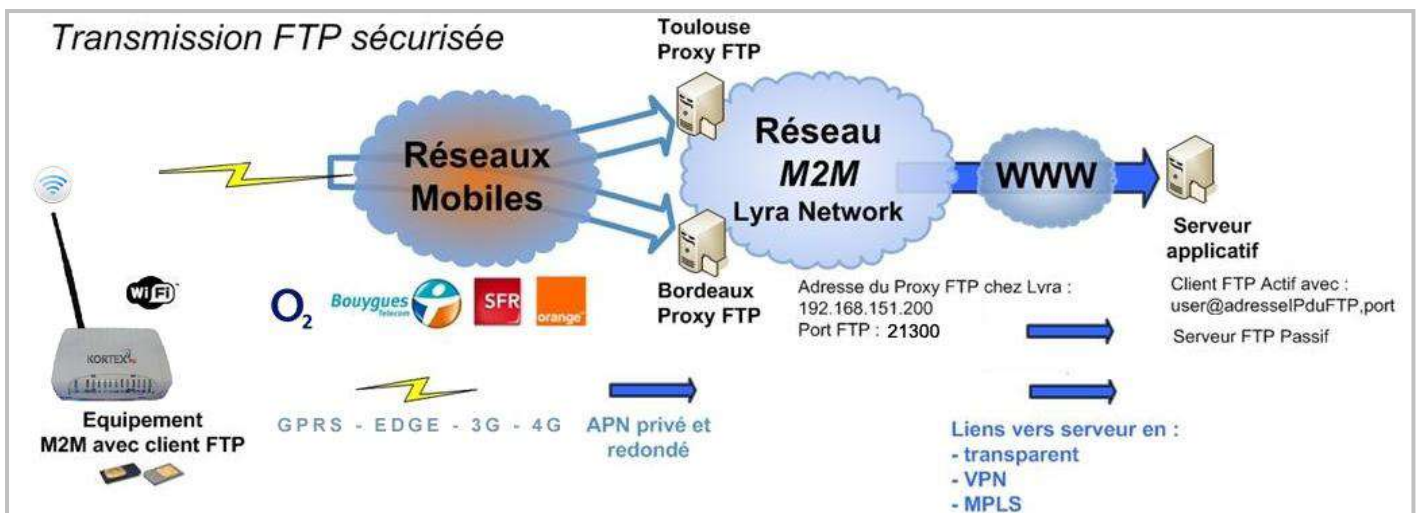 Transmission FTP sécurisée
Toulouse
Proxy FTP
Réseaux
Mobiles
Réseau
M2M
Lyra Network
WWW
Serveur
applicatif
Client FTP Actif avec :
user@adresseIPduFTP,port
Serveur FTP Passif
Bordeaux
Proxy FTP
Adresse du Proxy FTP chez Lyra :
192.168.151.200
Port FTP : 21300
WiFi
O2
Bouygues
Telecom
SFR
orange
KORTEX
Equipement
M2M avec client FTP
GPRS - EDGE - 3G - 4G
APN privé et
redondé
Liens vers serveur en :
- transparent
- VPN
- MPLS